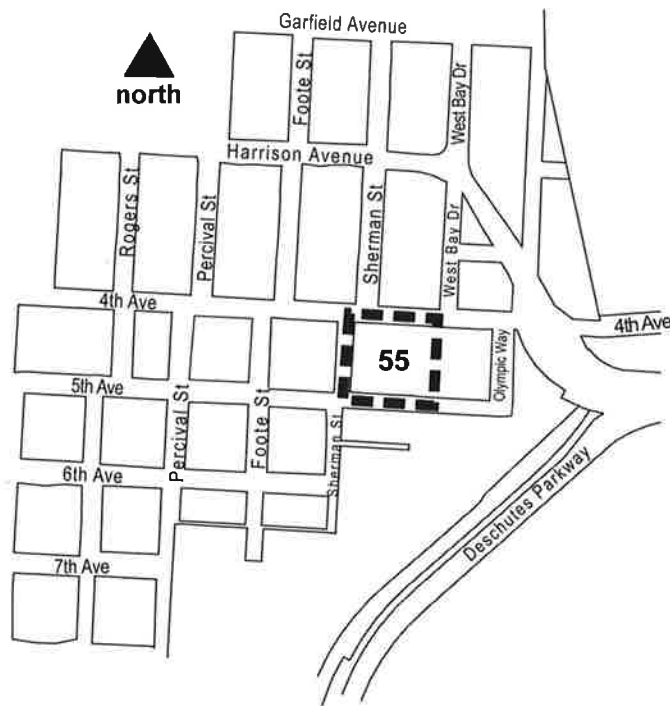 Garfield Avenue
north
Foote St
West Bay Dr
Harrison Avenue
Rogers St
Percival St
Sherman St
West Bay Dr
4th Ave
4th Ave
55
Olympic Way
5th Ave
Percival St
Foote St
Sherman St
6th Ave
Deschutes Parkway
7th Ave